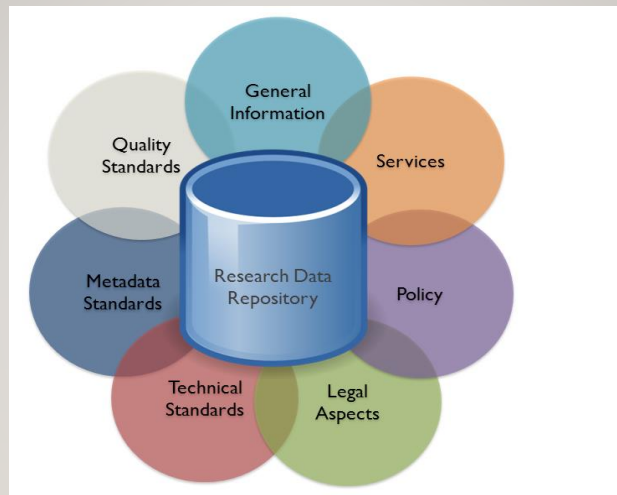 General
Information
Quality
Standards
Services
Research Data
Repository
Metadata
Standards
Policy
Technical
Standards
Legal
Aspects